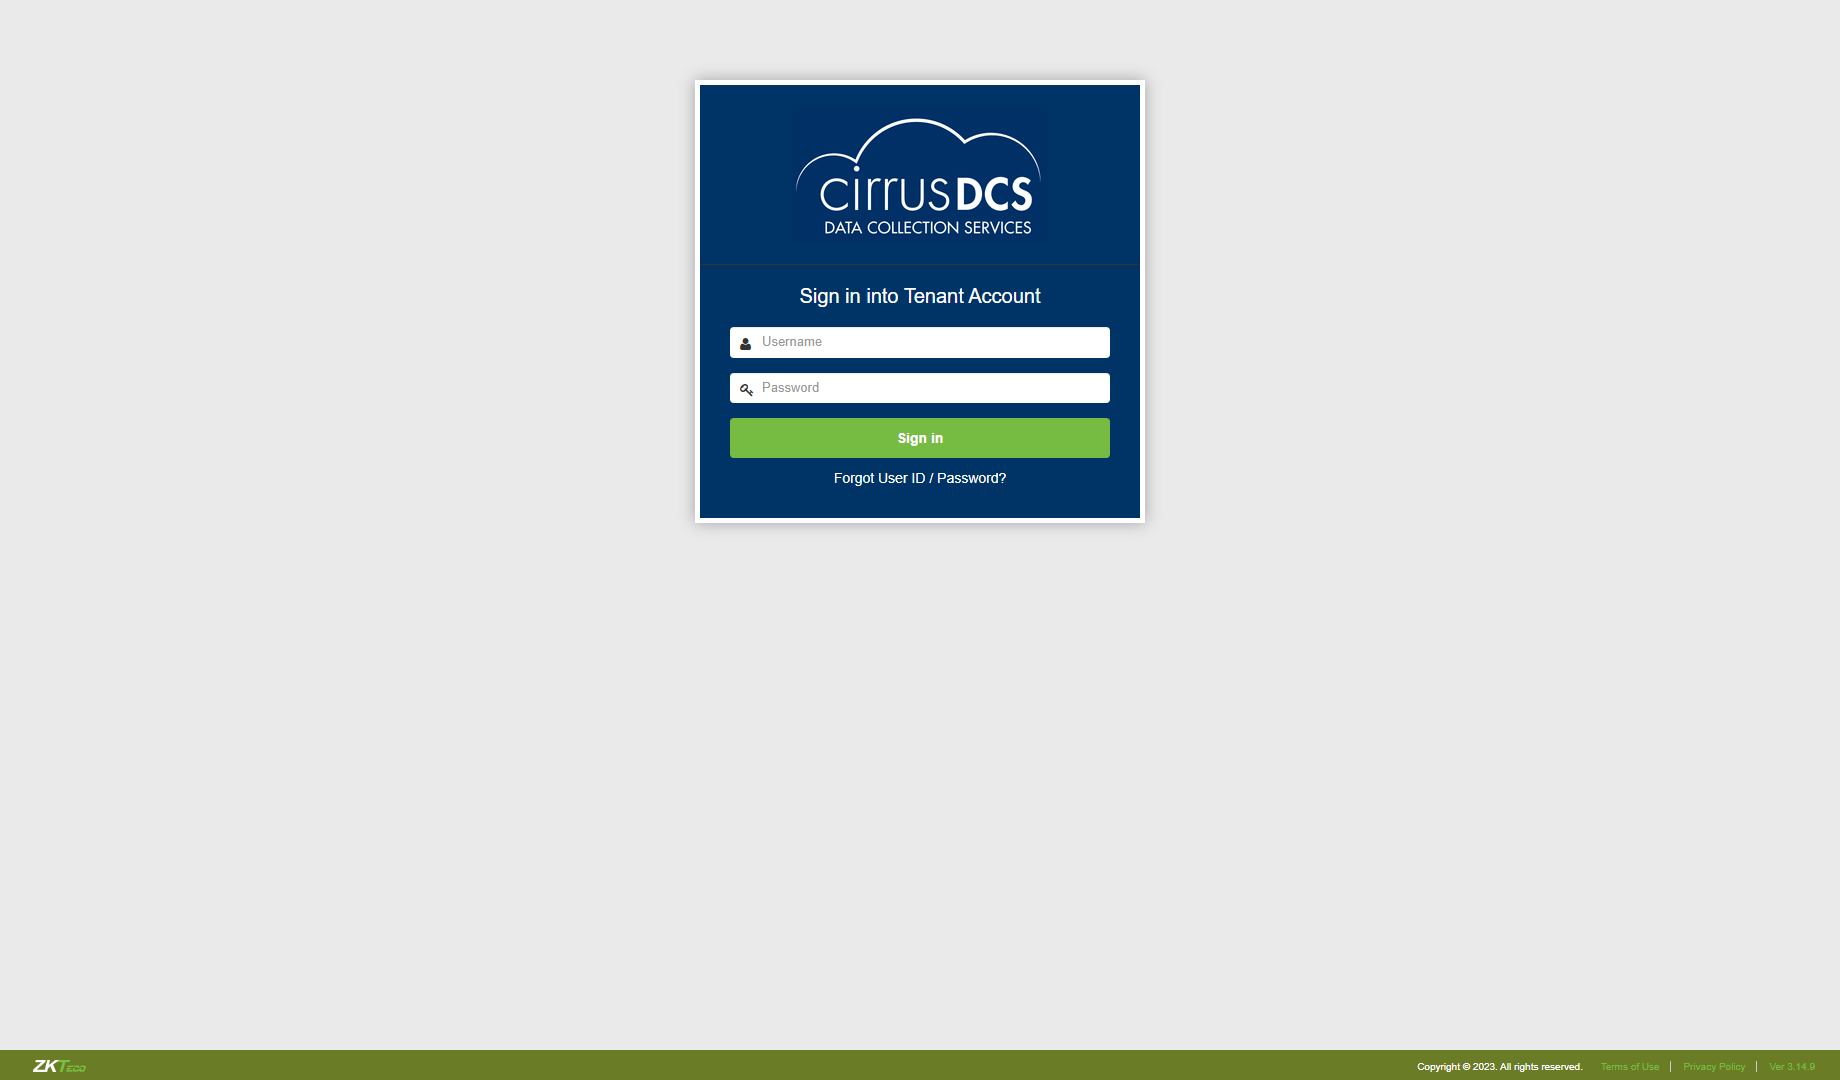 cirrusDCS
DATA COLLECTION SERVICES
Sign in into Tenant Account
Username
Password
Sign in
Forgot User ID / Password?
ZKTECO
Copyright © 2023. All rights reserved. Terms of Use | Privacy Policy | Ver 3.14.9